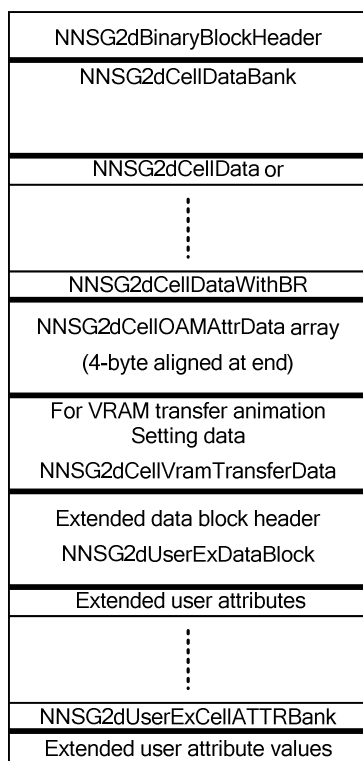 NNSG2dBinaryBlockHeader
NNSG2dCellDataBank
NNSG2dCellData or
NNSG2dCellDataWithBR
NNSG2dCellOAMAttrData array
(4-byte aligned at end)
For VRAM transfer animation
Setting data
NNSG2dCellVramTransferData
Extended data block header
NNSG2dUserExDataBlock
Extended user attributes
NNSG2dUserExCellATTRBank
Extended user attribute values